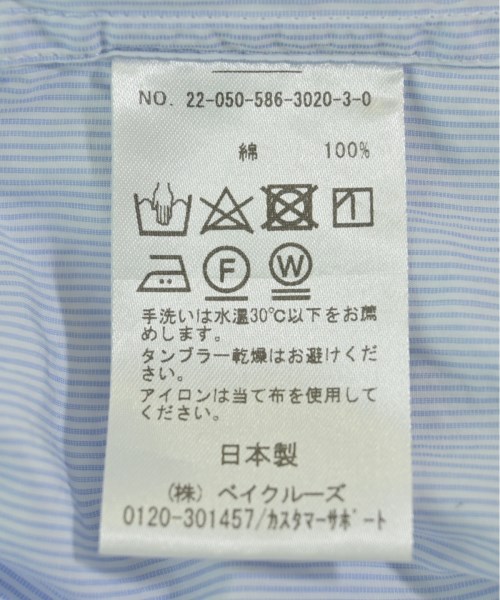 NO. 22-050-586-3020-3-0
綿 100%
F W
手洗いは水温30℃以下をお薦
めします。
タンブラー乾燥はお避けくだ
さい。
アイロンは当て布を使用して
ください。
日本製
(株) ベイクルーズ
0120-301457/ｶｽﾀﾏｰｻﾎﾟｰﾄ